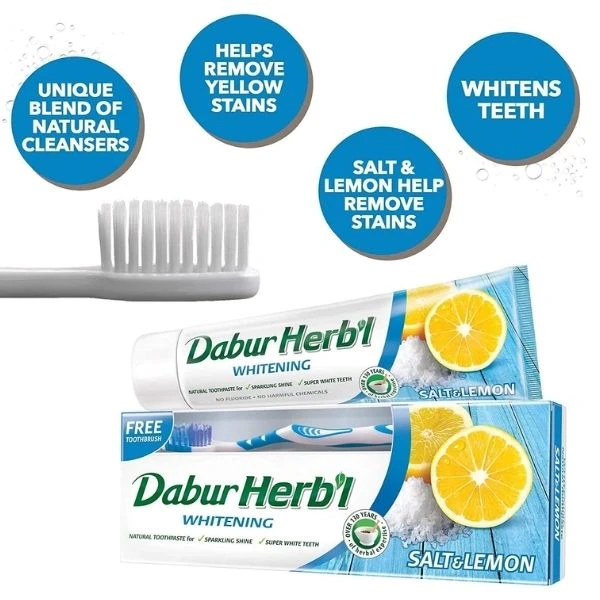 UNIQUE
BLEND OF
NATURAL
CLEANSERS
HELPS
REMOVE
YELLOW
STAINS
WHITENS
TEETH
SALT &
LEMON HELP
REMOVE
STAINS
Dabur Herb'l
WHITENING
NATURAL TOOTHPASTE for ✓ SPARKLING SHINE ✓ SUPER WHITE TEETH
NO FLUORIDE • NO HARMFUL CHEMICALS
SALT&LEMON
FREE
TOOTHBRUSH
Dabur Herb'l
WHITENING
NATURAL TOOTHPASTE for ✓ SPARKLING SHINE ✓ SUPER WHITE TEETH
OVER 130 YEARS
of herbal expertise
SALT&LEMON
SALT&LEMON